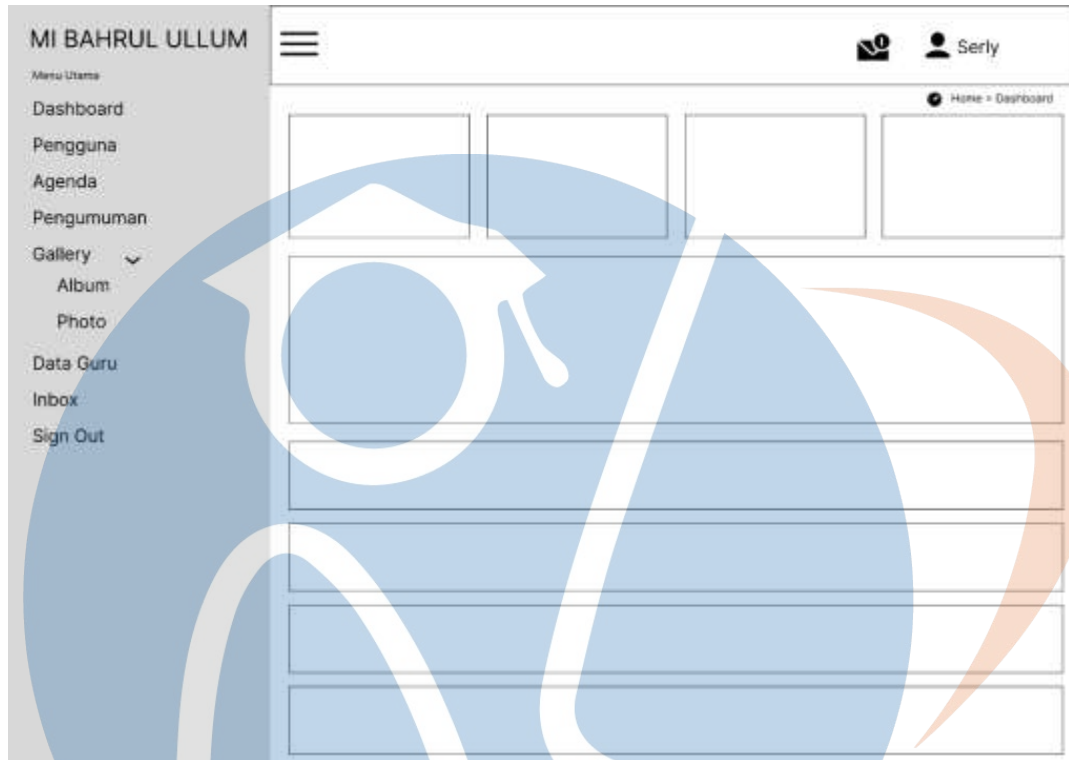 MI BAHRUL ULLUM
Menu Utama
Dashboard
Pengguna
Agenda
Pengumuman
Gallery
Album
Photo
Data Guru
Inbox
Sign Out
Serly
Home > Dashboard